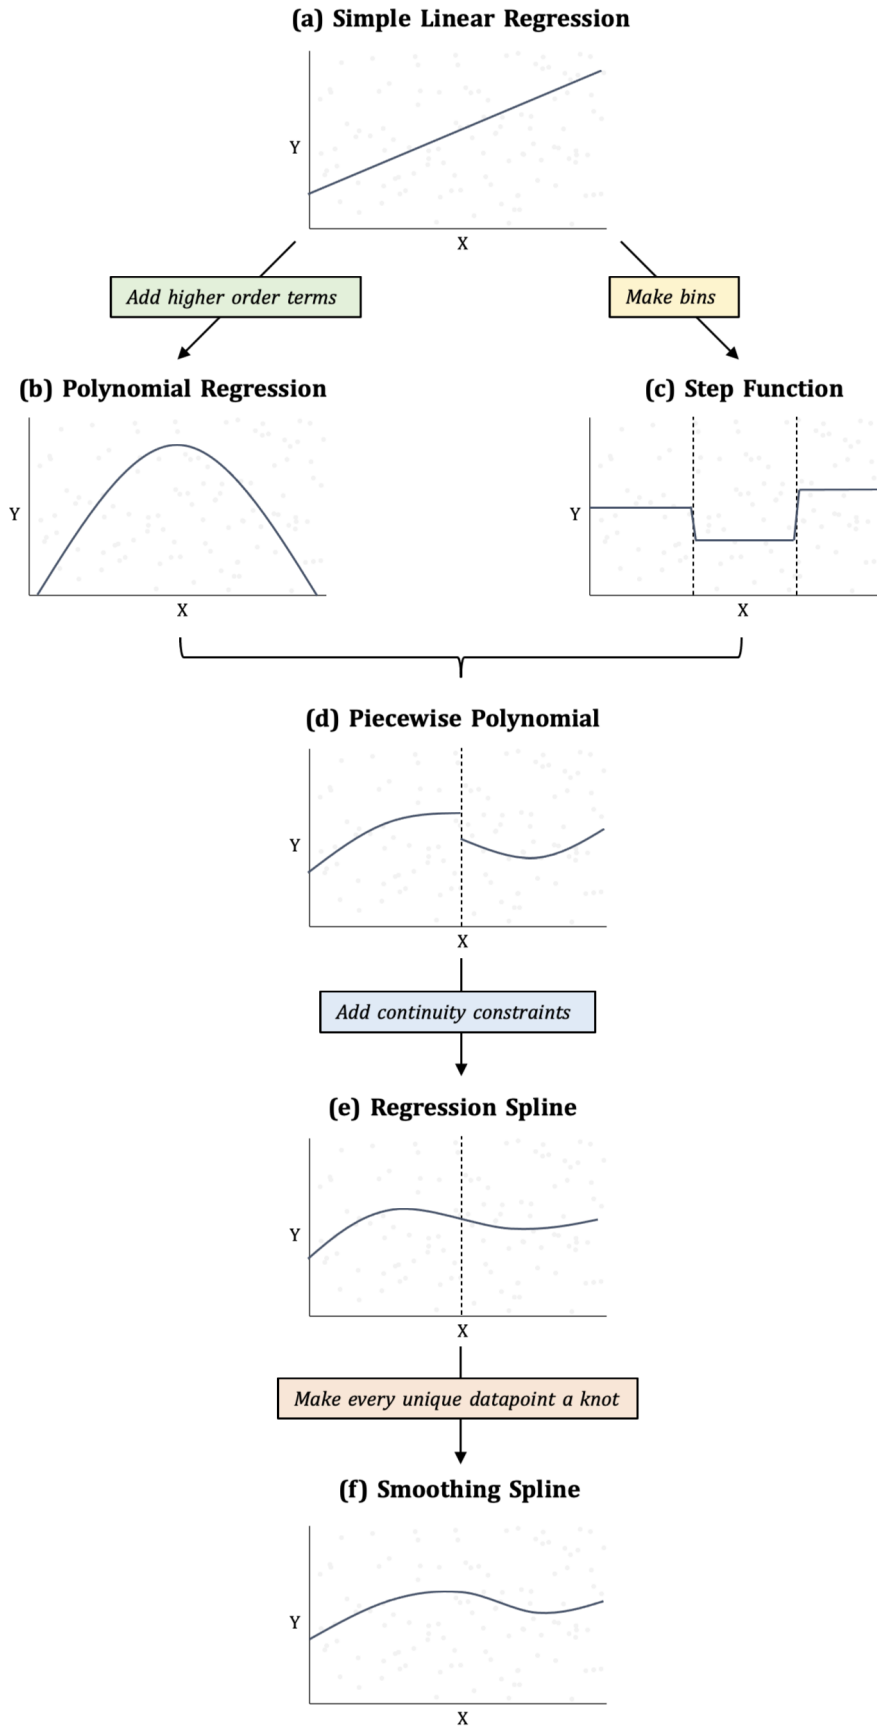 (a) Simple Linear Regression
Y
X
Add higher order terms
Make bins
(b) Polynomial Regression
(c) Step Function
Y
Y
X
X
(d) Piecewise Polynomial
Y
X
Add continuity constraints
(e) Regression Spline
Y
X
Make every unique datapoint a knot
(f) Smoothing Spline
Y
X